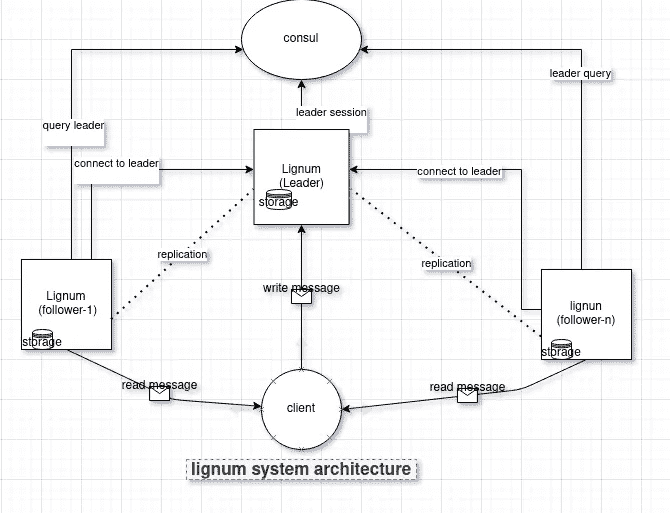 consul
leader query
leader session
query leader
connect to leader
Lignum
(Leader)
storage
connect to leader
replication
replication
Lignum
(follower-1)
storage
write message
lignun
(follower-n)
storage
read message
read message
client
lignum system architecture